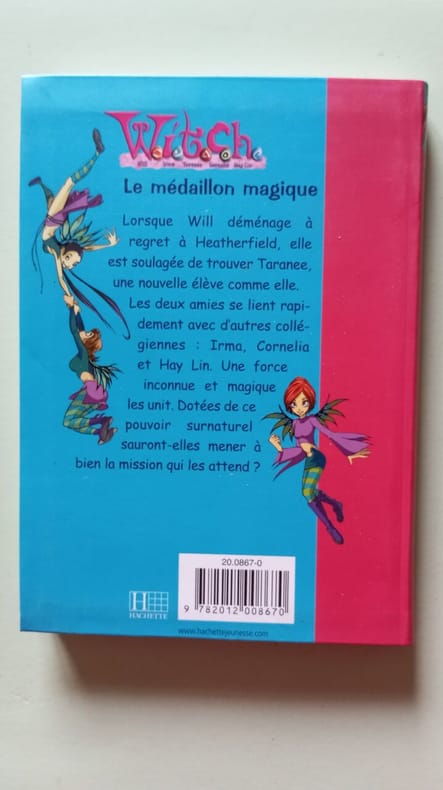 W.i.t.c.h.
Will Irma Taranee Cornelia Hay Lin
Le médaillon magique
Lorsque Will déménage à
regret à Heatherfield, elle
est soulagée de trouver Taranee,
une nouvelle élève comme elle.
Les deux amies se lient rapi-
dement avec d'autres collé-
giennes : Irma, Cornelia
et Hay Lin. Une force
inconnue et magique
les unit. Dotées de ce
pouvoir surnaturel
sauront-elles mener à
bien la mission qui les attend ?
20.0867-0
9 782012 008670
HACHETTE
www.hachettejeunesse.com